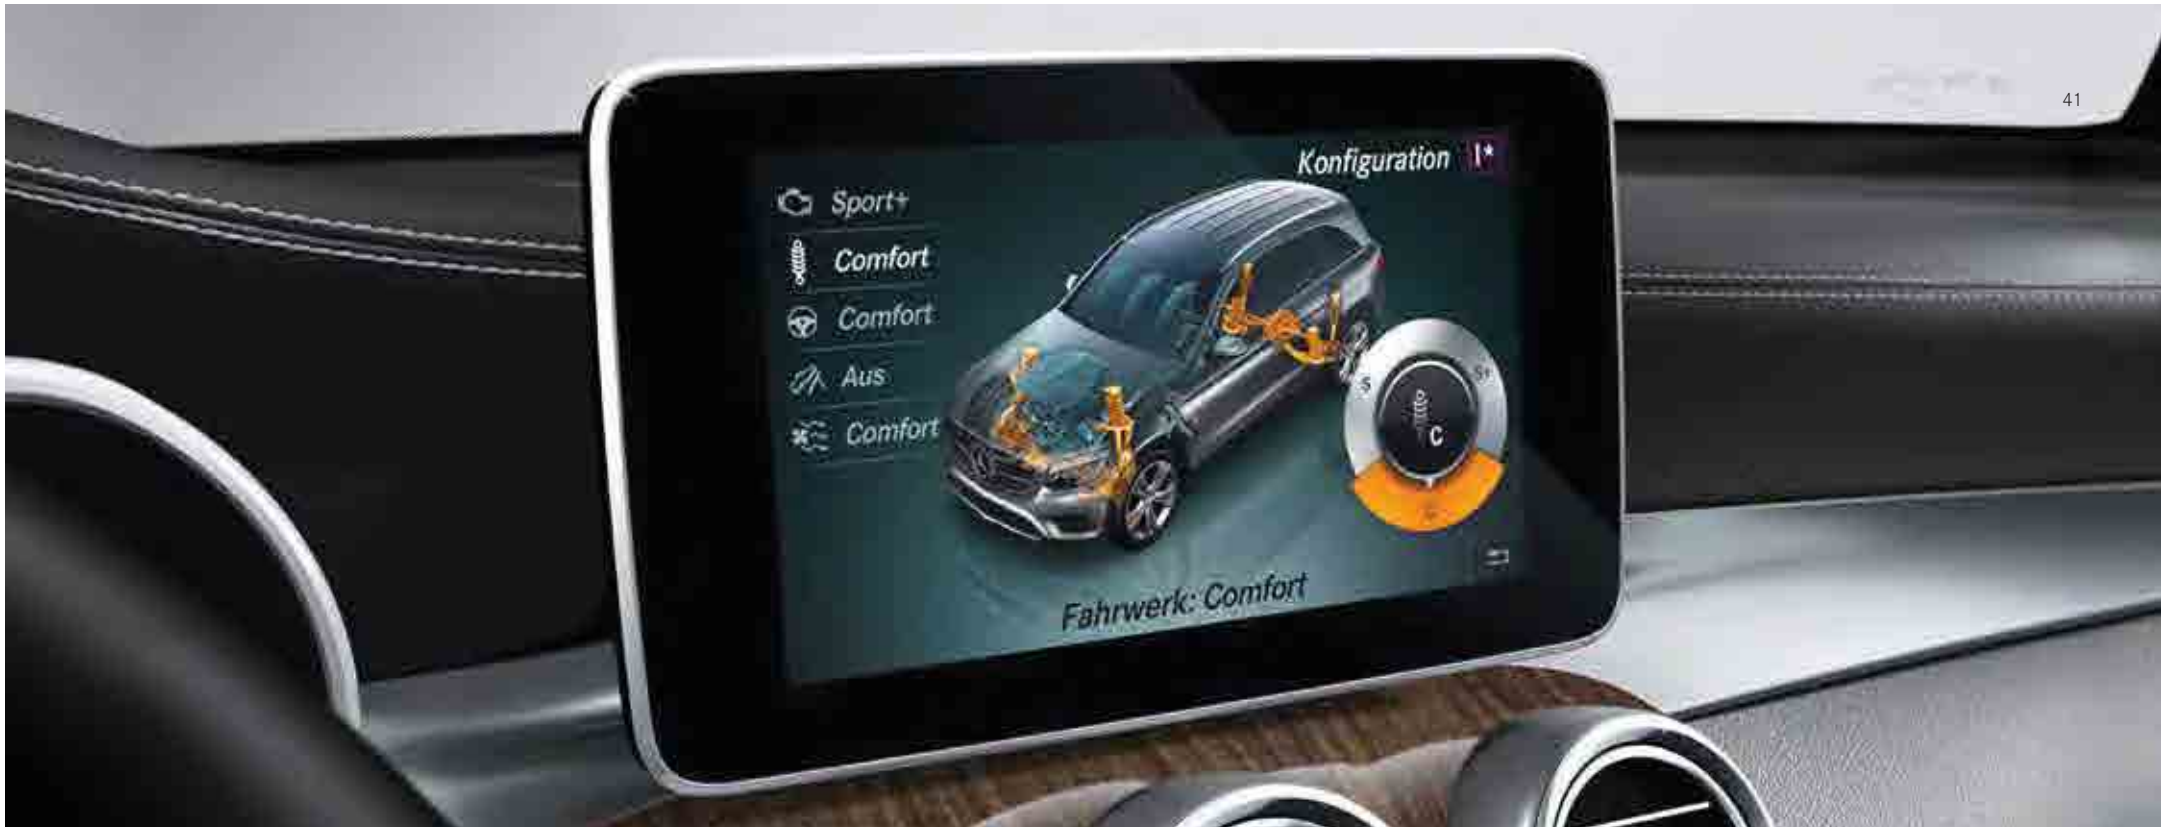 41
Konfiguration I*
Sport+
Comfort
Comfort
Aus
Comfort
S
S+
C
Fahrwerk: Comfort